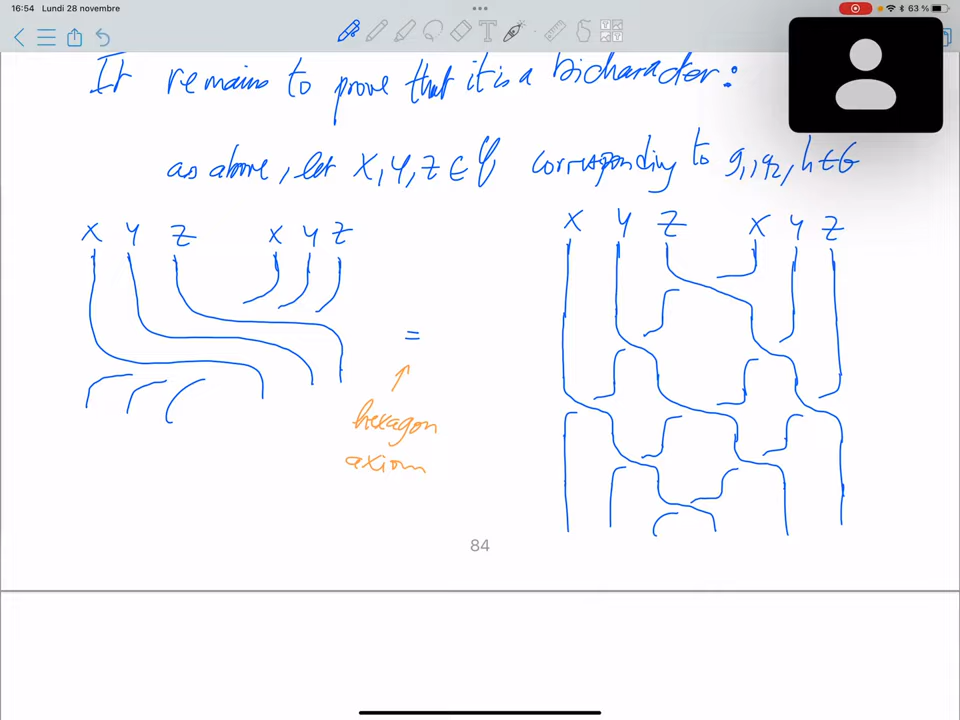 16:54 Lundi 28 novembre
63 %
It remains to prove that it is a bicharacter:
as above, let X, Y, Z ∈ 𝒞, corresponding to g1, g2, h ∈ G
X Y Z X Y Z
X Y Z X Y Z
=
hexagon
axiom
84